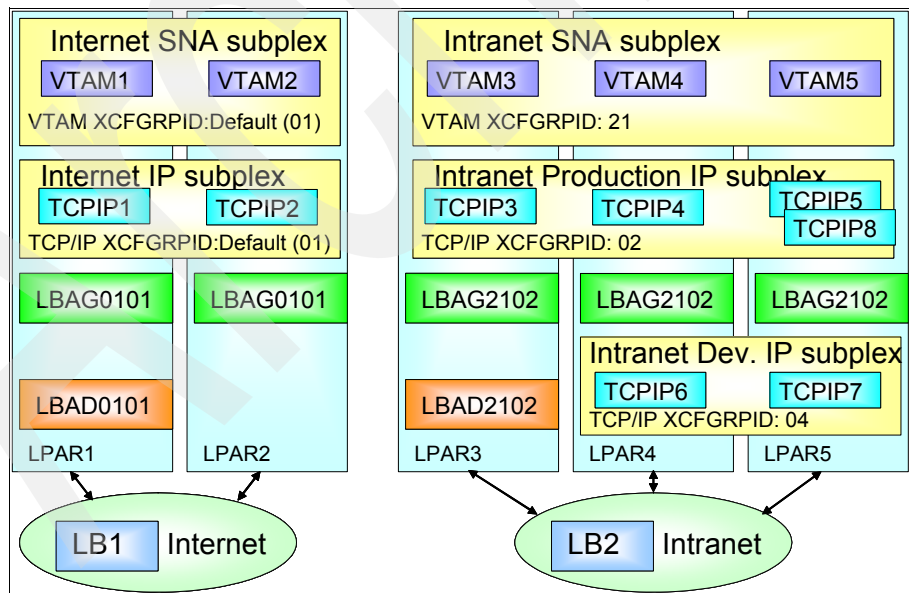 Internet SNA subplex
VTAM1 VTAM2
VTAM XCFGRPID:Default (01)
Internet IP subplex
TCPIP1 TCPIP2
TCP/IP XCFGRPID:Default (01)
LBAG0101 LBAG0101
LBAD0101
LPAR1 LPAR2
LB1 Internet
Intranet SNA subplex
VTAM3 VTAM4 VTAM5
VTAM XCFGRPID: 21
Intranet Production IP subplex
TCPIP3 TCPIP4 TCPIP5
TCPIP8
TCP/IP XCFGRPID: 02
LBAG2102 LBAG2102 LBAG2102
Intranet Dev. IP subplex
TCPIP6 TCPIP7
TCP/IP XCFGRPID: 04
LBAD2102
LPAR3 LPAR4 LPAR5
LB2 Intranet